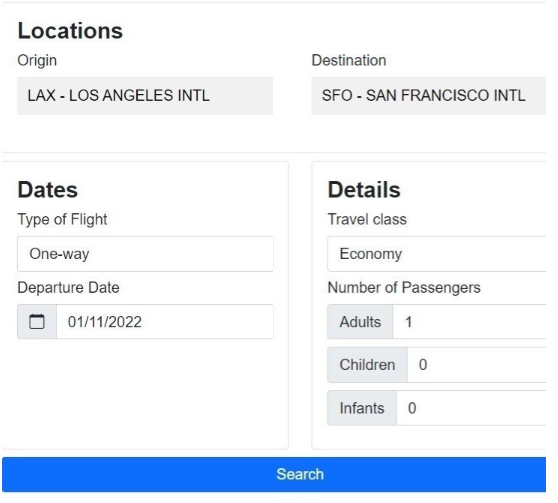 Locations
Origin
LAX - LOS ANGELES INTL
Destination
SFO - SAN FRANCISCO INTL
Dates
Type of Flight
One-way
Departure Date
01/11/2022
Details
Travel class
Economy
Number of Passengers
Adults 1
Children 0
Infants 0
Search